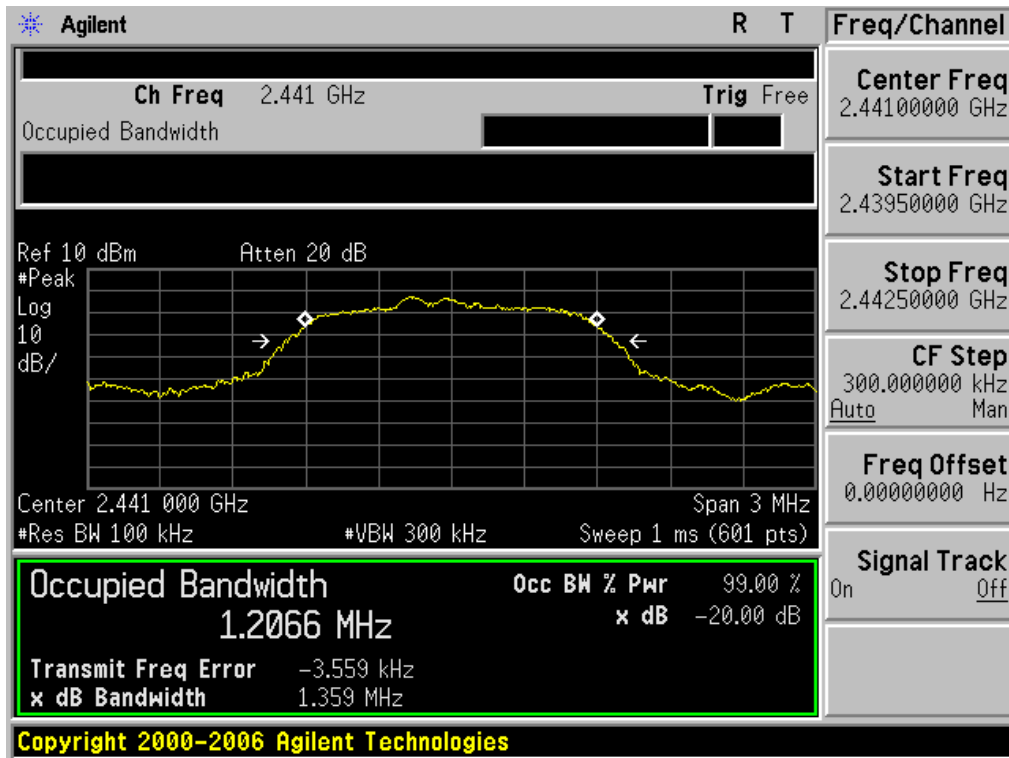 Agilent R T
Ch Freq 2.441 GHz Trig Free
Occupied Bandwidth
Ref 10 dBm Atten 20 dB
#Peak
Log
10
dB/
Center 2.441 000 GHz Span 3 MHz
#Res BW 100 kHz #VBW 300 kHz Sweep 1 ms (601 pts)
Occupied Bandwidth Occ BW % Pwr 99.00 %
1.2066 MHz x dB -20.00 dB
Transmit Freq Error -3.559 kHz
x dB Bandwidth 1.359 MHz
Copyright 2000-2006 Agilent Technologies
Freq/Channel
Center Freq
2.44100000 GHz
Start Freq
2.43950000 GHz
Stop Freq
2.44250000 GHz
CF Step
300.000000 kHz
Auto Man
Freq Offset
0.00000000 Hz
Signal Track
On Off